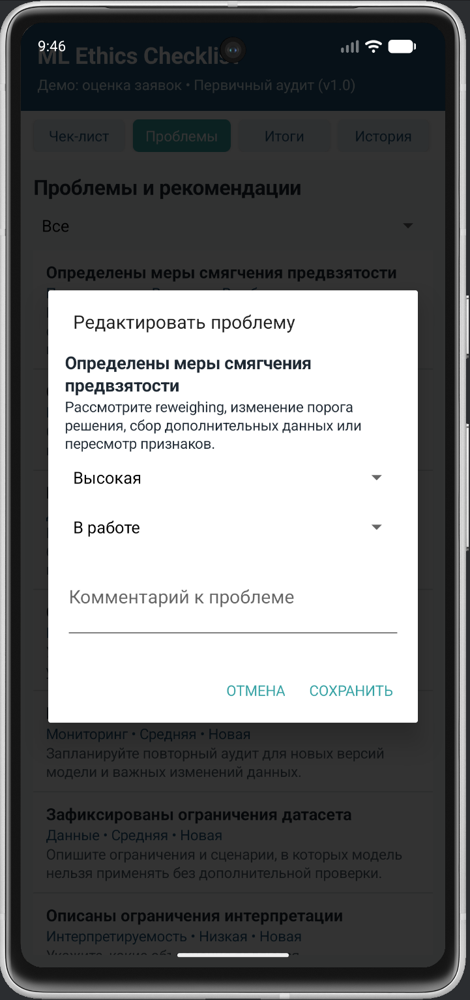 9:46
ML Ethics Checklist
Демо: оценка заявок • Первичный аудит (v1.0)
Чек-лист
Проблемы
Итоги
История
Проблемы и рекомендации
Все
Определены меры смягчения предвзятости
Редактировать проблему
Определены меры смягчения
предвзятости
Рассмотрите reweighing, изменение порога
решения, сбор дополнительных данных или
пересмотр признаков.
Высокая
В работе
Комментарий к проблеме
ОТМЕНА
СОХРАНИТЬ
Мониторинг • Средняя • Новая
Запланируйте повторный аудит для новых версий
модели и важных изменений данных.
Зафиксированы ограничения датасета
Данные • Средняя • Новая
Опишите ограничения и сценарии, в которых модель
нельзя применять без дополнительной проверки.
Описаны ограничения интерпретации
Интерпретируемость • Низкая • Новая